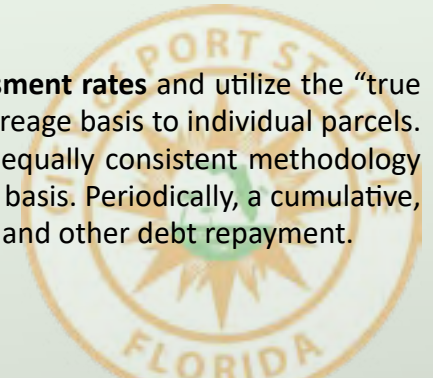 sment rates and utilize the “true
reage basis to individual parcels.
equally consistent methodology
basis. Periodically, a cumulative,
and other debt repayment.
PORT ST.
FLORIDA